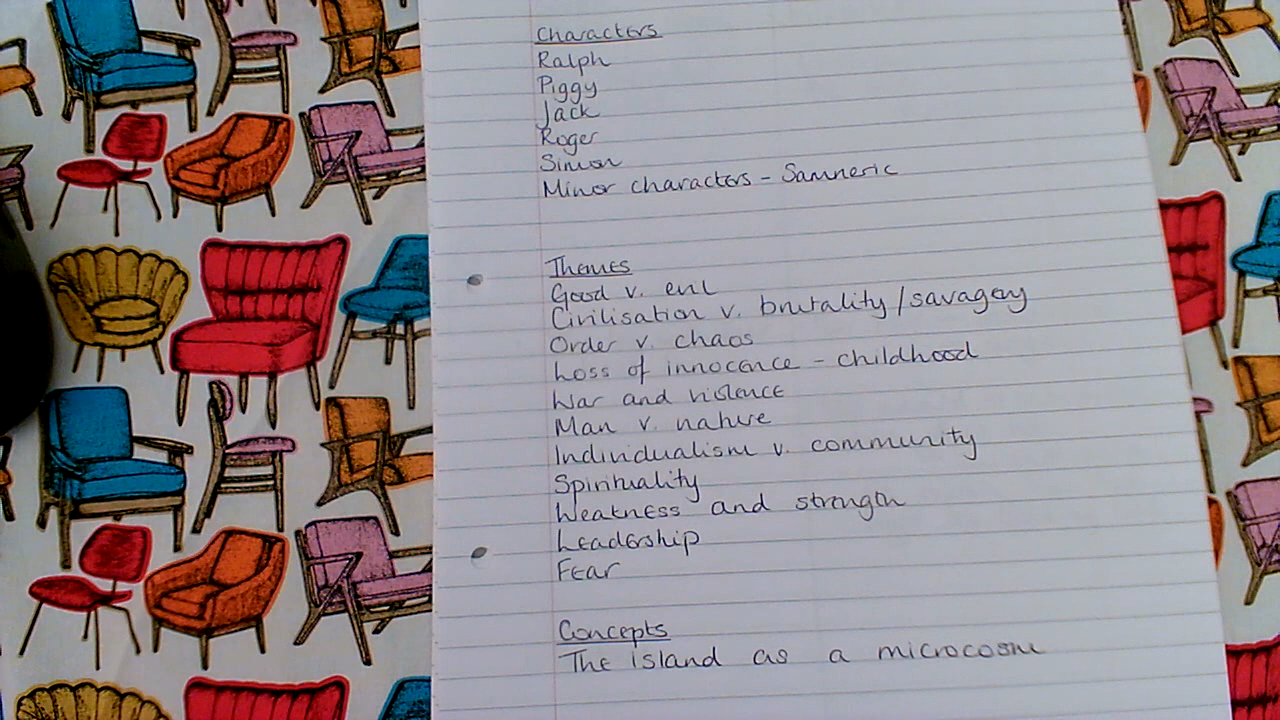 Characters
Ralph
Piggy
Jack
Roger
Simon
Minor characters - Samneric
Themes
Good v. evil
Civilisation v. brutality / savagery
Order v. chaos
Loss of innocence - childhood
War and violence
Man v. nature
Individualism v. community
Spirituality
Weakness and strength
Leadership
Fear
Concepts
The island as a microcosm